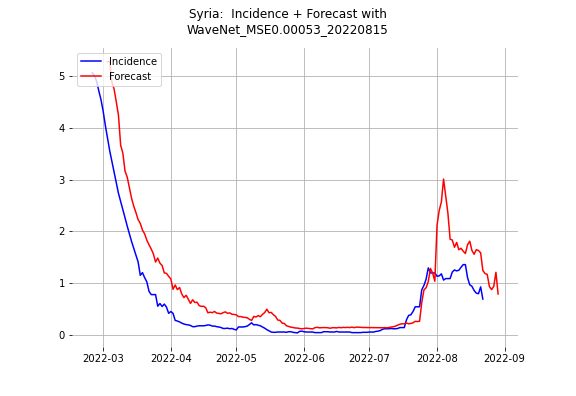 Syria:  Incidence + Forecast with
WaveNet_MSE0.00053_20220815
Incidence
Forecast
5
4
3
2
1
0
2022-03 2022-04 2022-05 2022-06 2022-07 2022-08 2022-09